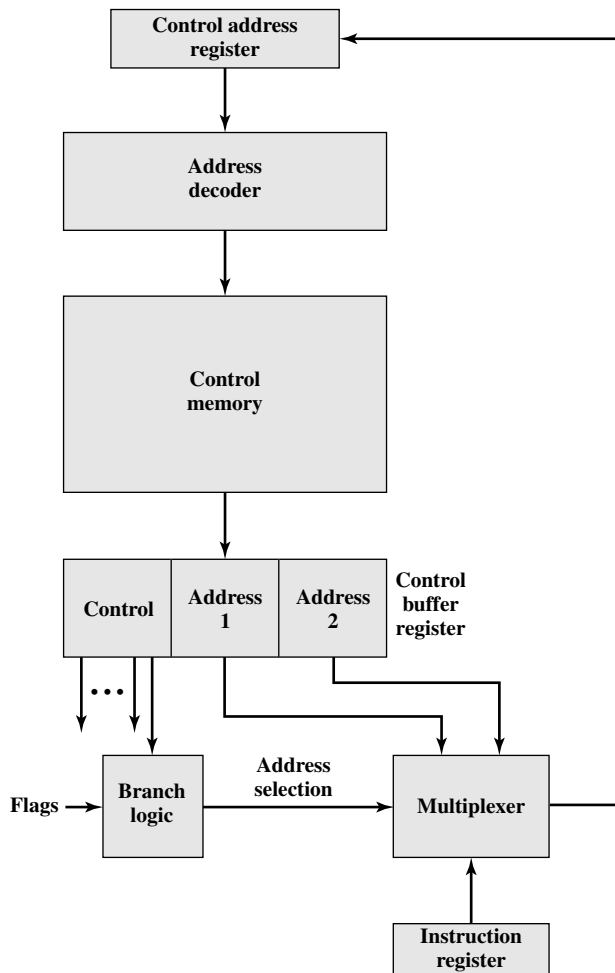 Control address
register
Address
decoder
Control
memory
Control
Address
1
Address
2
Control
buffer
register
Flags
Branch
logic
Address
selection
Multiplexer
Instruction
register